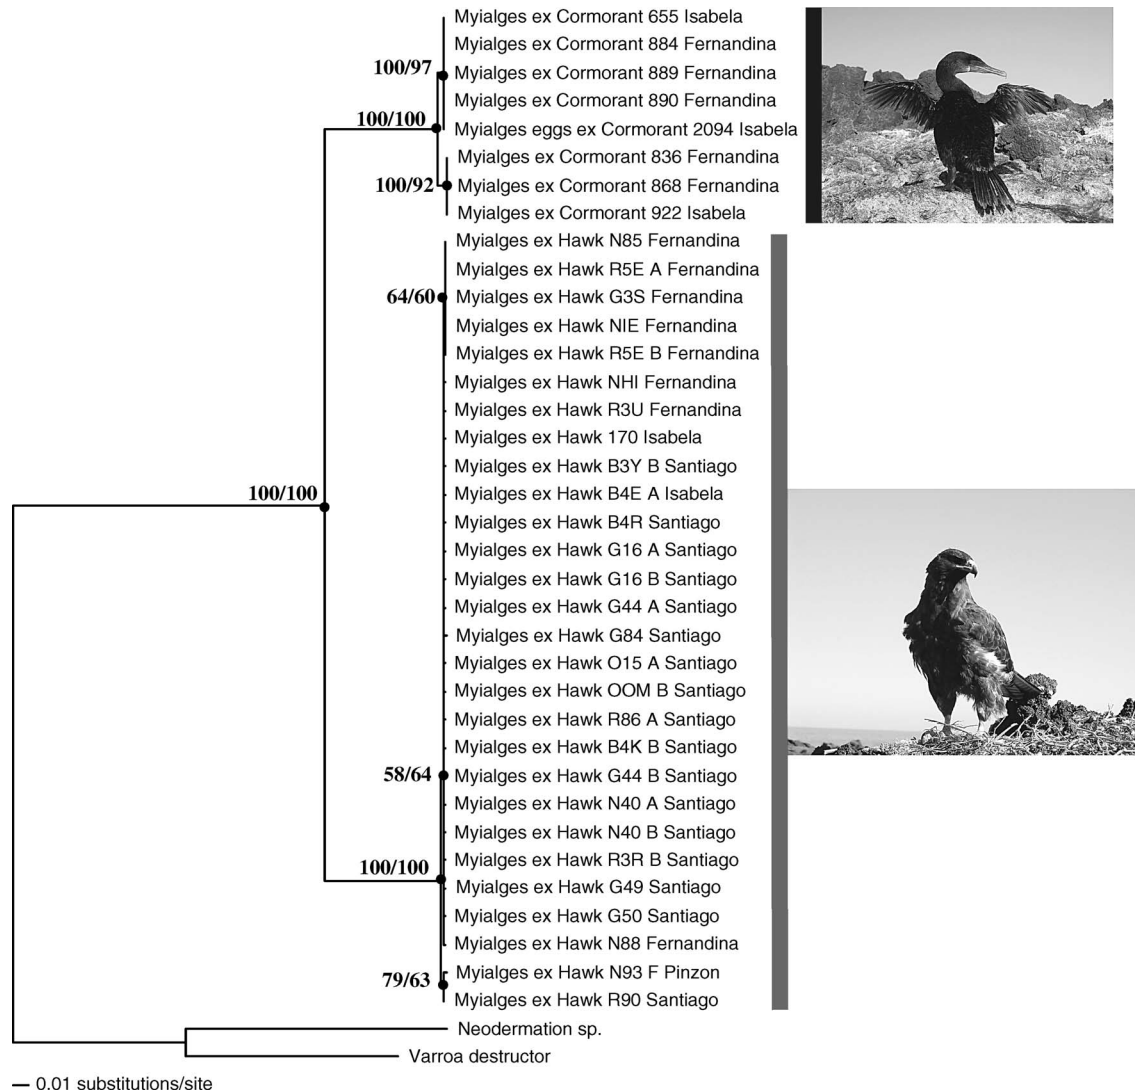 Myialges ex Cormorant 655 Isabela
Myialges ex Cormorant 884 Fernandina
100/97
Myialges ex Cormorant 889 Fernandina
Myialges ex Cormorant 890 Fernandina
100/100
Myialges eggs ex Cormorant 2094 Isabela
Myialges ex Cormorant 836 Fernandina
100/92
Myialges ex Cormorant 868 Fernandina
Myialges ex Cormorant 922 Isabela
Myialges ex Hawk N85 Fernandina
Myialges ex Hawk R5E A Fernandina
64/60
Myialges ex Hawk G3S Fernandina
Myialges ex Hawk NIE Fernandina
Myialges ex Hawk R5E B Fernandina
Myialges ex Hawk NHI Fernandina
Myialges ex Hawk R3U Fernandina
Myialges ex Hawk 170 Isabela
Myialges ex Hawk B3Y B Santiago
100/100
Myialges ex Hawk B4E A Isabela
Myialges ex Hawk B4R Santiago
Myialges ex Hawk G16 A Santiago
Myialges ex Hawk G16 B Santiago
Myialges ex Hawk G44 A Santiago
Myialges ex Hawk G84 Santiago
Myialges ex Hawk O15 A Santiago
Myialges ex Hawk OOM B Santiago
Myialges ex Hawk R86 A Santiago
Myialges ex Hawk B4K B Santiago
58/64
Myialges ex Hawk G44 B Santiago
Myialges ex Hawk N40 A Santiago
Myialges ex Hawk N40 B Santiago
Myialges ex Hawk R3R B Santiago
100/100
Myialges ex Hawk G49 Santiago
Myialges ex Hawk G50 Santiago
Myialges ex Hawk N88 Fernandina
Myialges ex Hawk N93 F Pinzon
79/63
Myialges ex Hawk R90 Santiago
Neodermation sp.
Varroa destructor
0.01 substitutions/site